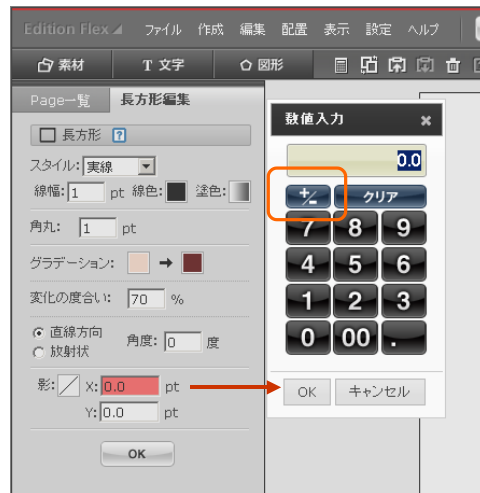 Edition Flex ファイル 作成 編集 配置 表示 設定 ヘルプ
素材 T 文字 図形
Page一覧 長方形編集
長方形 ?
スタイル: 実線
線幅: 1 pt 線色: 塗色:
角丸: 1 pt
グラデーション: →
変化の度合い: 70 %
直線方向
放射状
角度: 0 度
影: X: 0.0 pt
Y: 0.0 pt
OK
数値入力 ×
0.0
+/- クリア
7 8 9
4 5 6
1 2 3
0 00 .
OK キャンセル